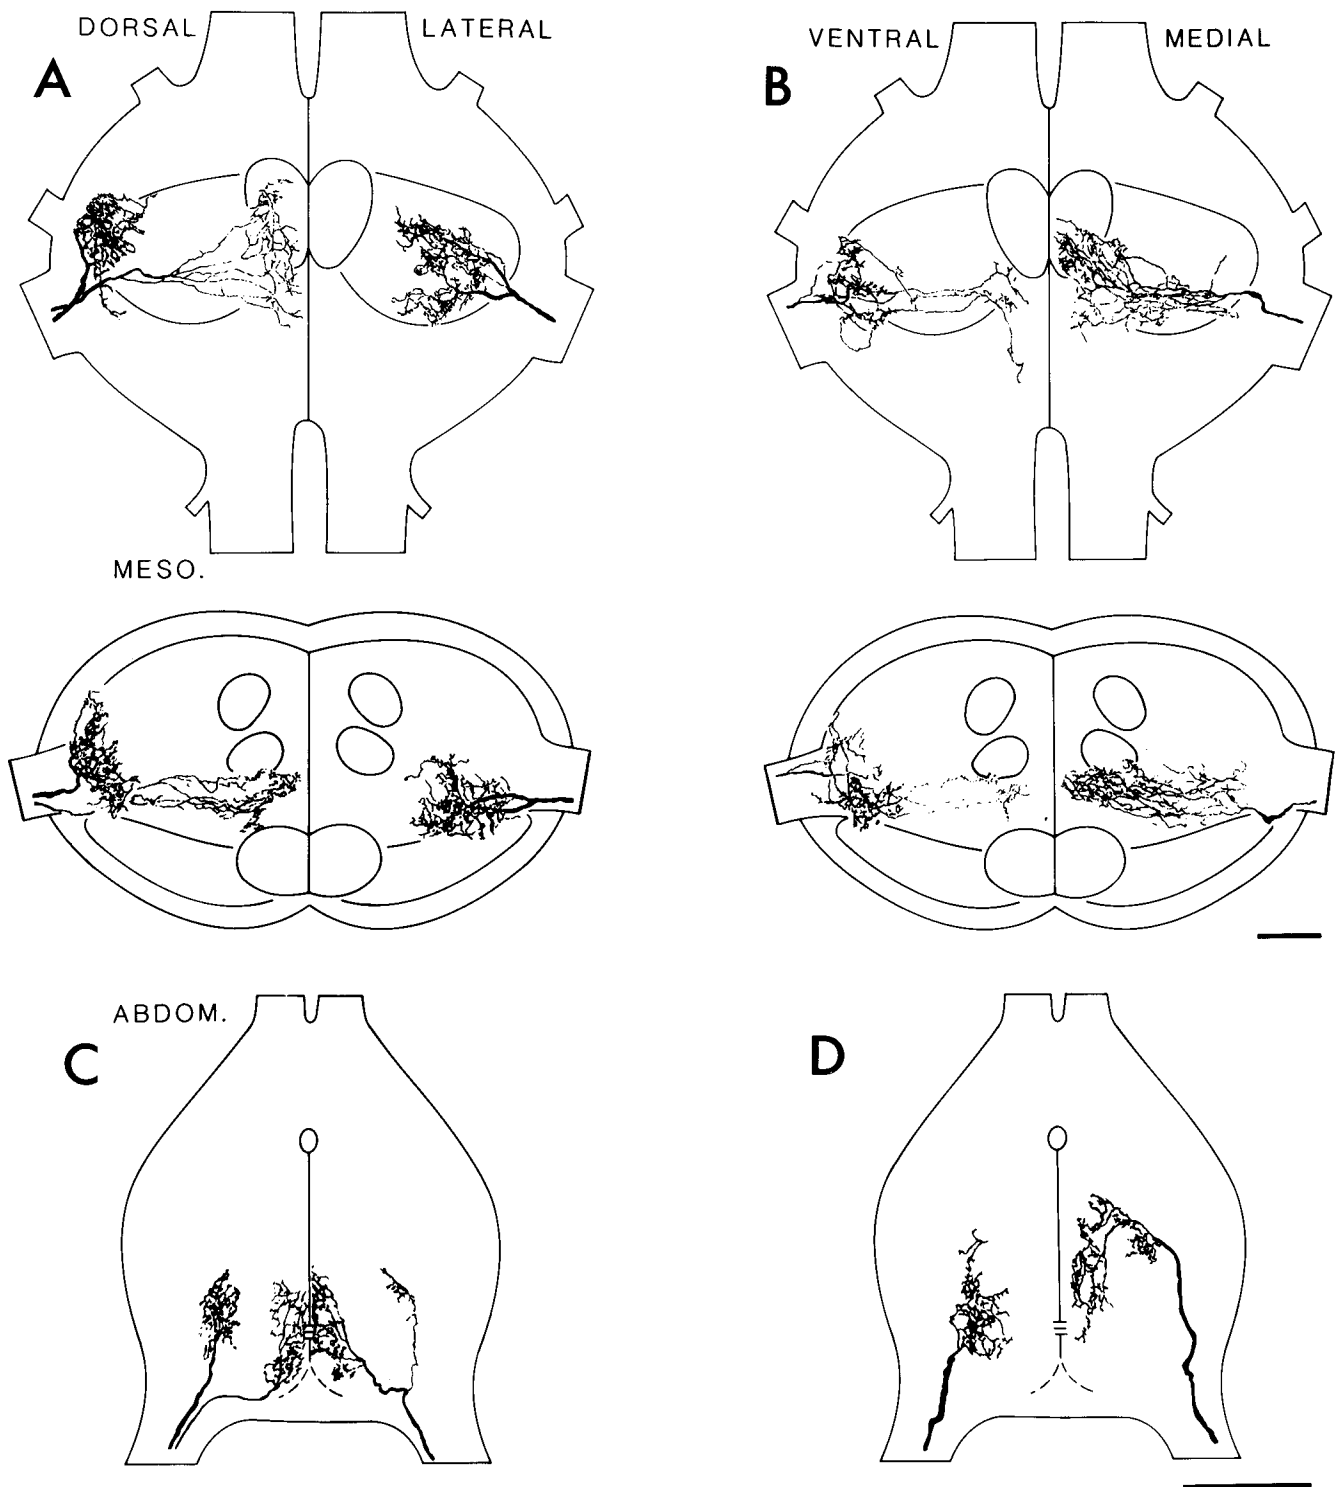 DORSAL LATERAL
A
VENTRAL MEDIAL
B
MESO.
ABDOM.
C
D